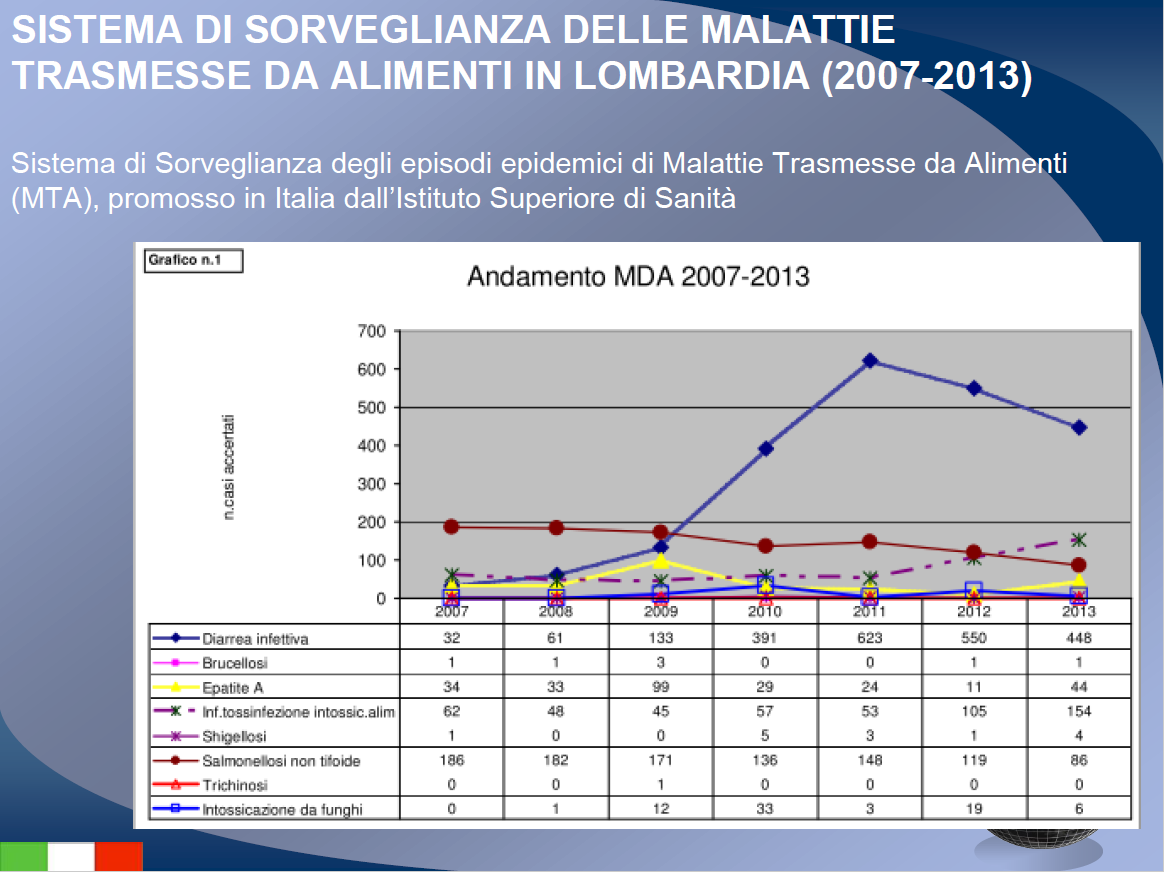 SISTEMA DI SORVEGLIANZA DELLE MALATTIE
TRASMESSE DA ALIMENTI IN LOMBARDIA (2007-2013)
Sistema di Sorveglianza degli episodi epidemici di Malattie Trasmesse da Alimenti
(MTA), promosso in Italia dall’Istituto Superiore di Sanità
Grafico n.1
Andamento MDA 2007-2013
n.casi accertati
700
600
500
400
300
200
100
0
2007 2008 2009 2010 2011 2012 2013
Diarrea infettiva 32 61 133 391 623 550 448
Brucellosi 1 1 3 0 0 1 1
Epatite A 34 33 99 29 24 11 44
Inf.tossinfezione intossic.alim 62 48 45 57 53 105 154
Shigellosi 1 0 0 5 3 1 4
Salmonellosi non tifoide 186 182 171 136 148 119 86
Trichinosi 0 0 1 0 0 0 0
Intossicazione da funghi 0 1 12 33 3 19 6